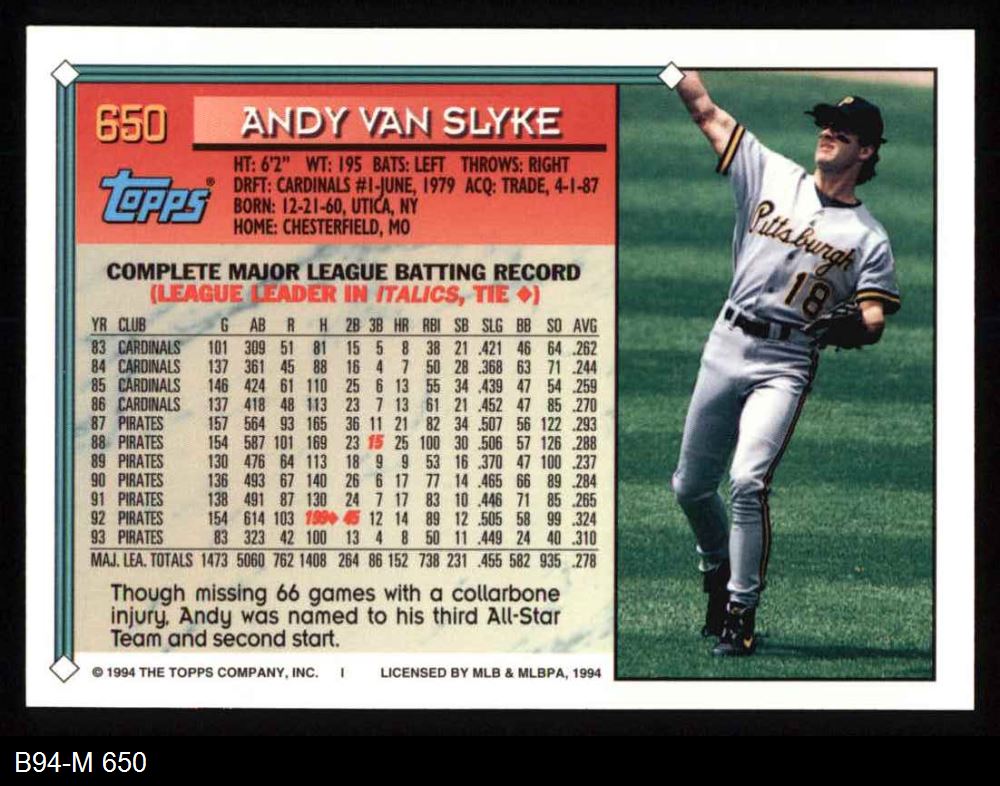 650
ANDY VAN SLYKE
Topps®
HT: 6'2" WT: 195 BATS: LEFT THROWS: RIGHT
DRFT: CARDINALS #1-JUNE, 1979 ACQ: TRADE, 4-1-87
BORN: 12-21-60, UTICA, NY
HOME: CHESTERFIELD, MO
COMPLETE MAJOR LEAGUE BATTING RECORD
(LEAGUE LEADER IN ITALICS, TIE ◆)
YR CLUB G AB R H 2B 3B HR RBI SB SLG BB SO AVG
83 CARDINALS 101 309 51 81 15 5 8 38 21 .421 46 64 .262
84 CARDINALS 137 361 45 88 16 4 7 50 28 .368 63 71 .244
85 CARDINALS 146 424 61 110 25 6 13 55 34 .439 47 54 .259
86 CARDINALS 137 418 48 113 23 7 13 61 21 .452 47 85 .270
87 PIRATES 157 564 93 165 36 11 21 82 34 .507 56 122 .293
88 PIRATES 154 587 101 169 23 15 25 100 30 .506 57 126 .288
89 PIRATES 130 476 64 113 18 9 9 53 16 .370 47 100 .237
90 PIRATES 136 493 67 140 26 6 17 77 14 .465 66 89 .284
91 PIRATES 138 491 87 130 24 7 17 83 10 .446 71 85 .265
92 PIRATES 154 614 103 199◆ 45 12 14 89 12 .505 58 99 .324
93 PIRATES 83 323 42 100 13 4 8 50 11 .449 24 40 .310
MAJ. LEA. TOTALS 1473 5060 762 1408 264 86 152 738 231 .455 582 935 .278
Though missing 66 games with a collarbone
injury, Andy was named to his third All-Star
Team and second start.
© 1994 THE TOPPS COMPANY, INC. I LICENSED BY MLB & MLBPA, 1994
P
Pittsburgh
18
B94-M 650